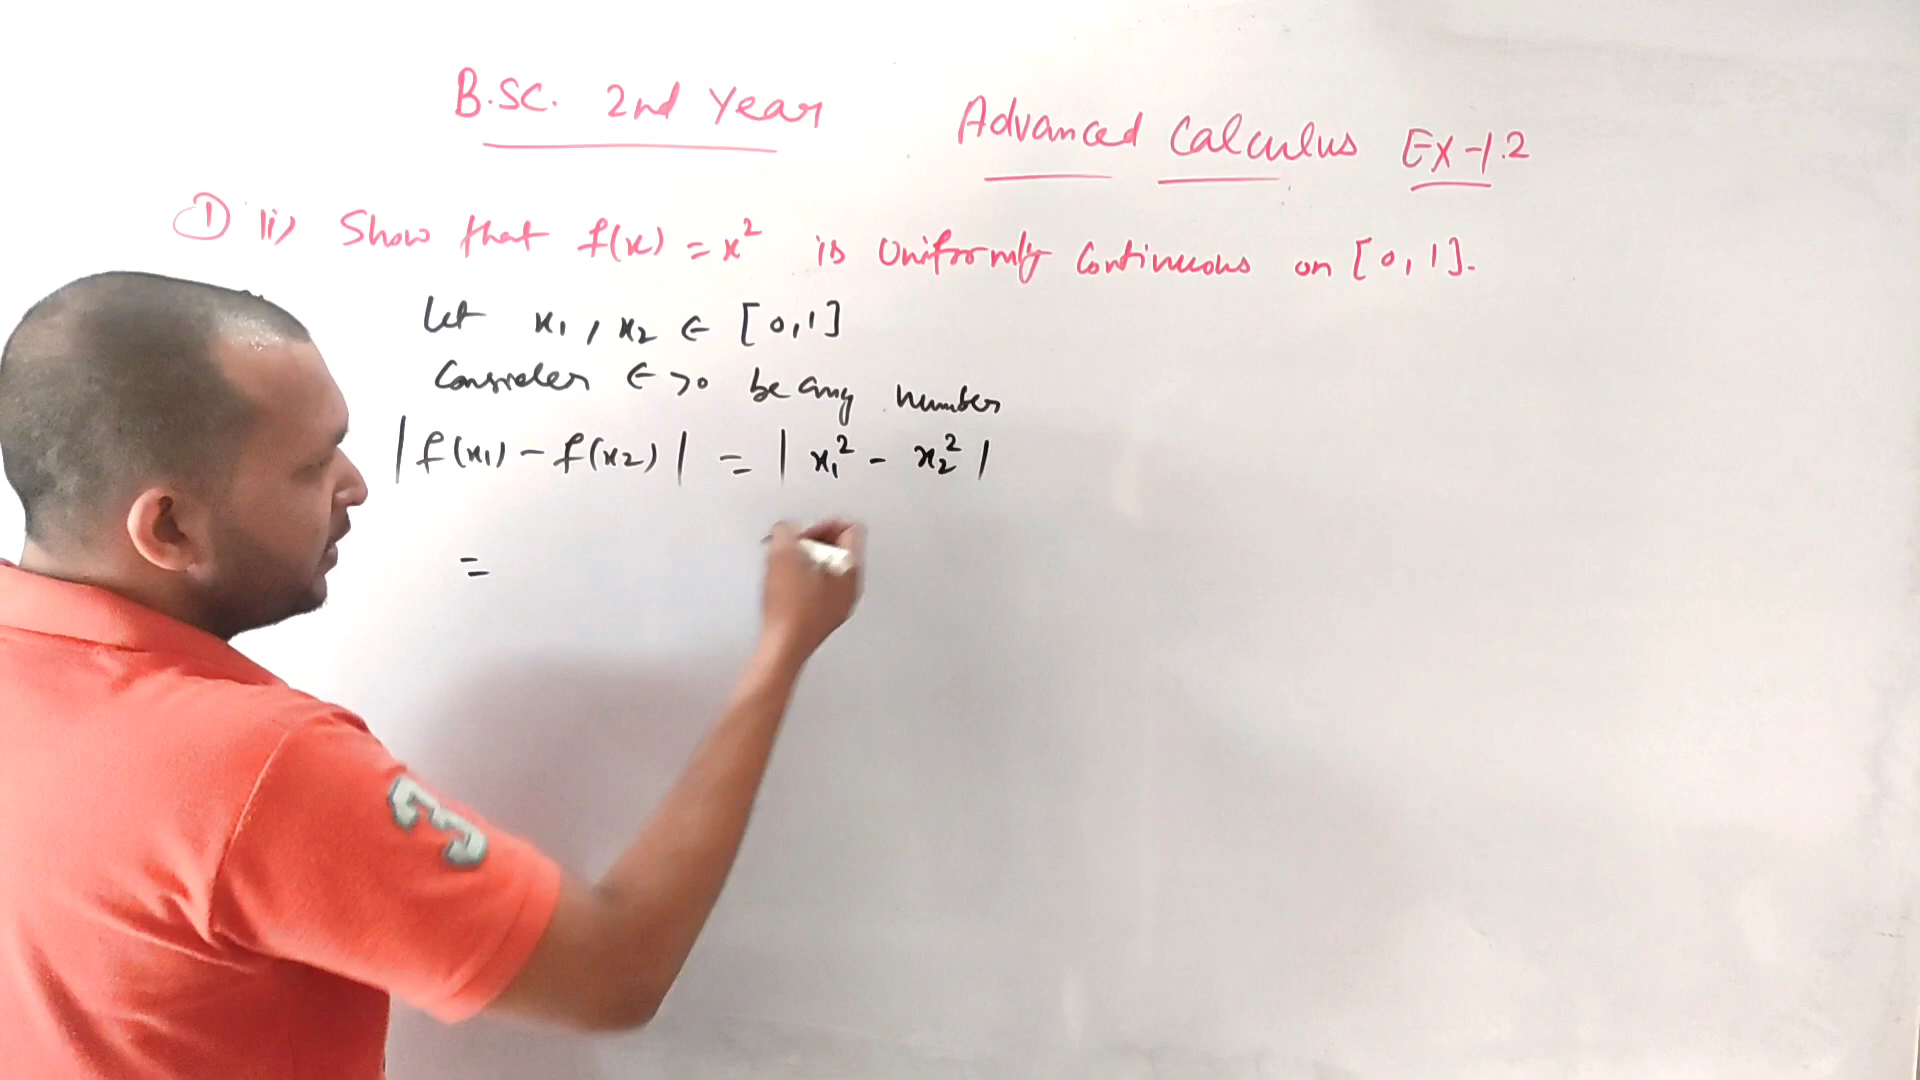 B.SC. 2nd Year
Advanced Calculus Ex-1.2
① (i) Show that f(x) = x² is Uniformly Continuous on [0,1].
Let x₁, x₂ ∈ [0,1]
Consider ∈ >0 be any number
|f(x₁) - f(x₂)| = |x₁² - x₂²|
=
3